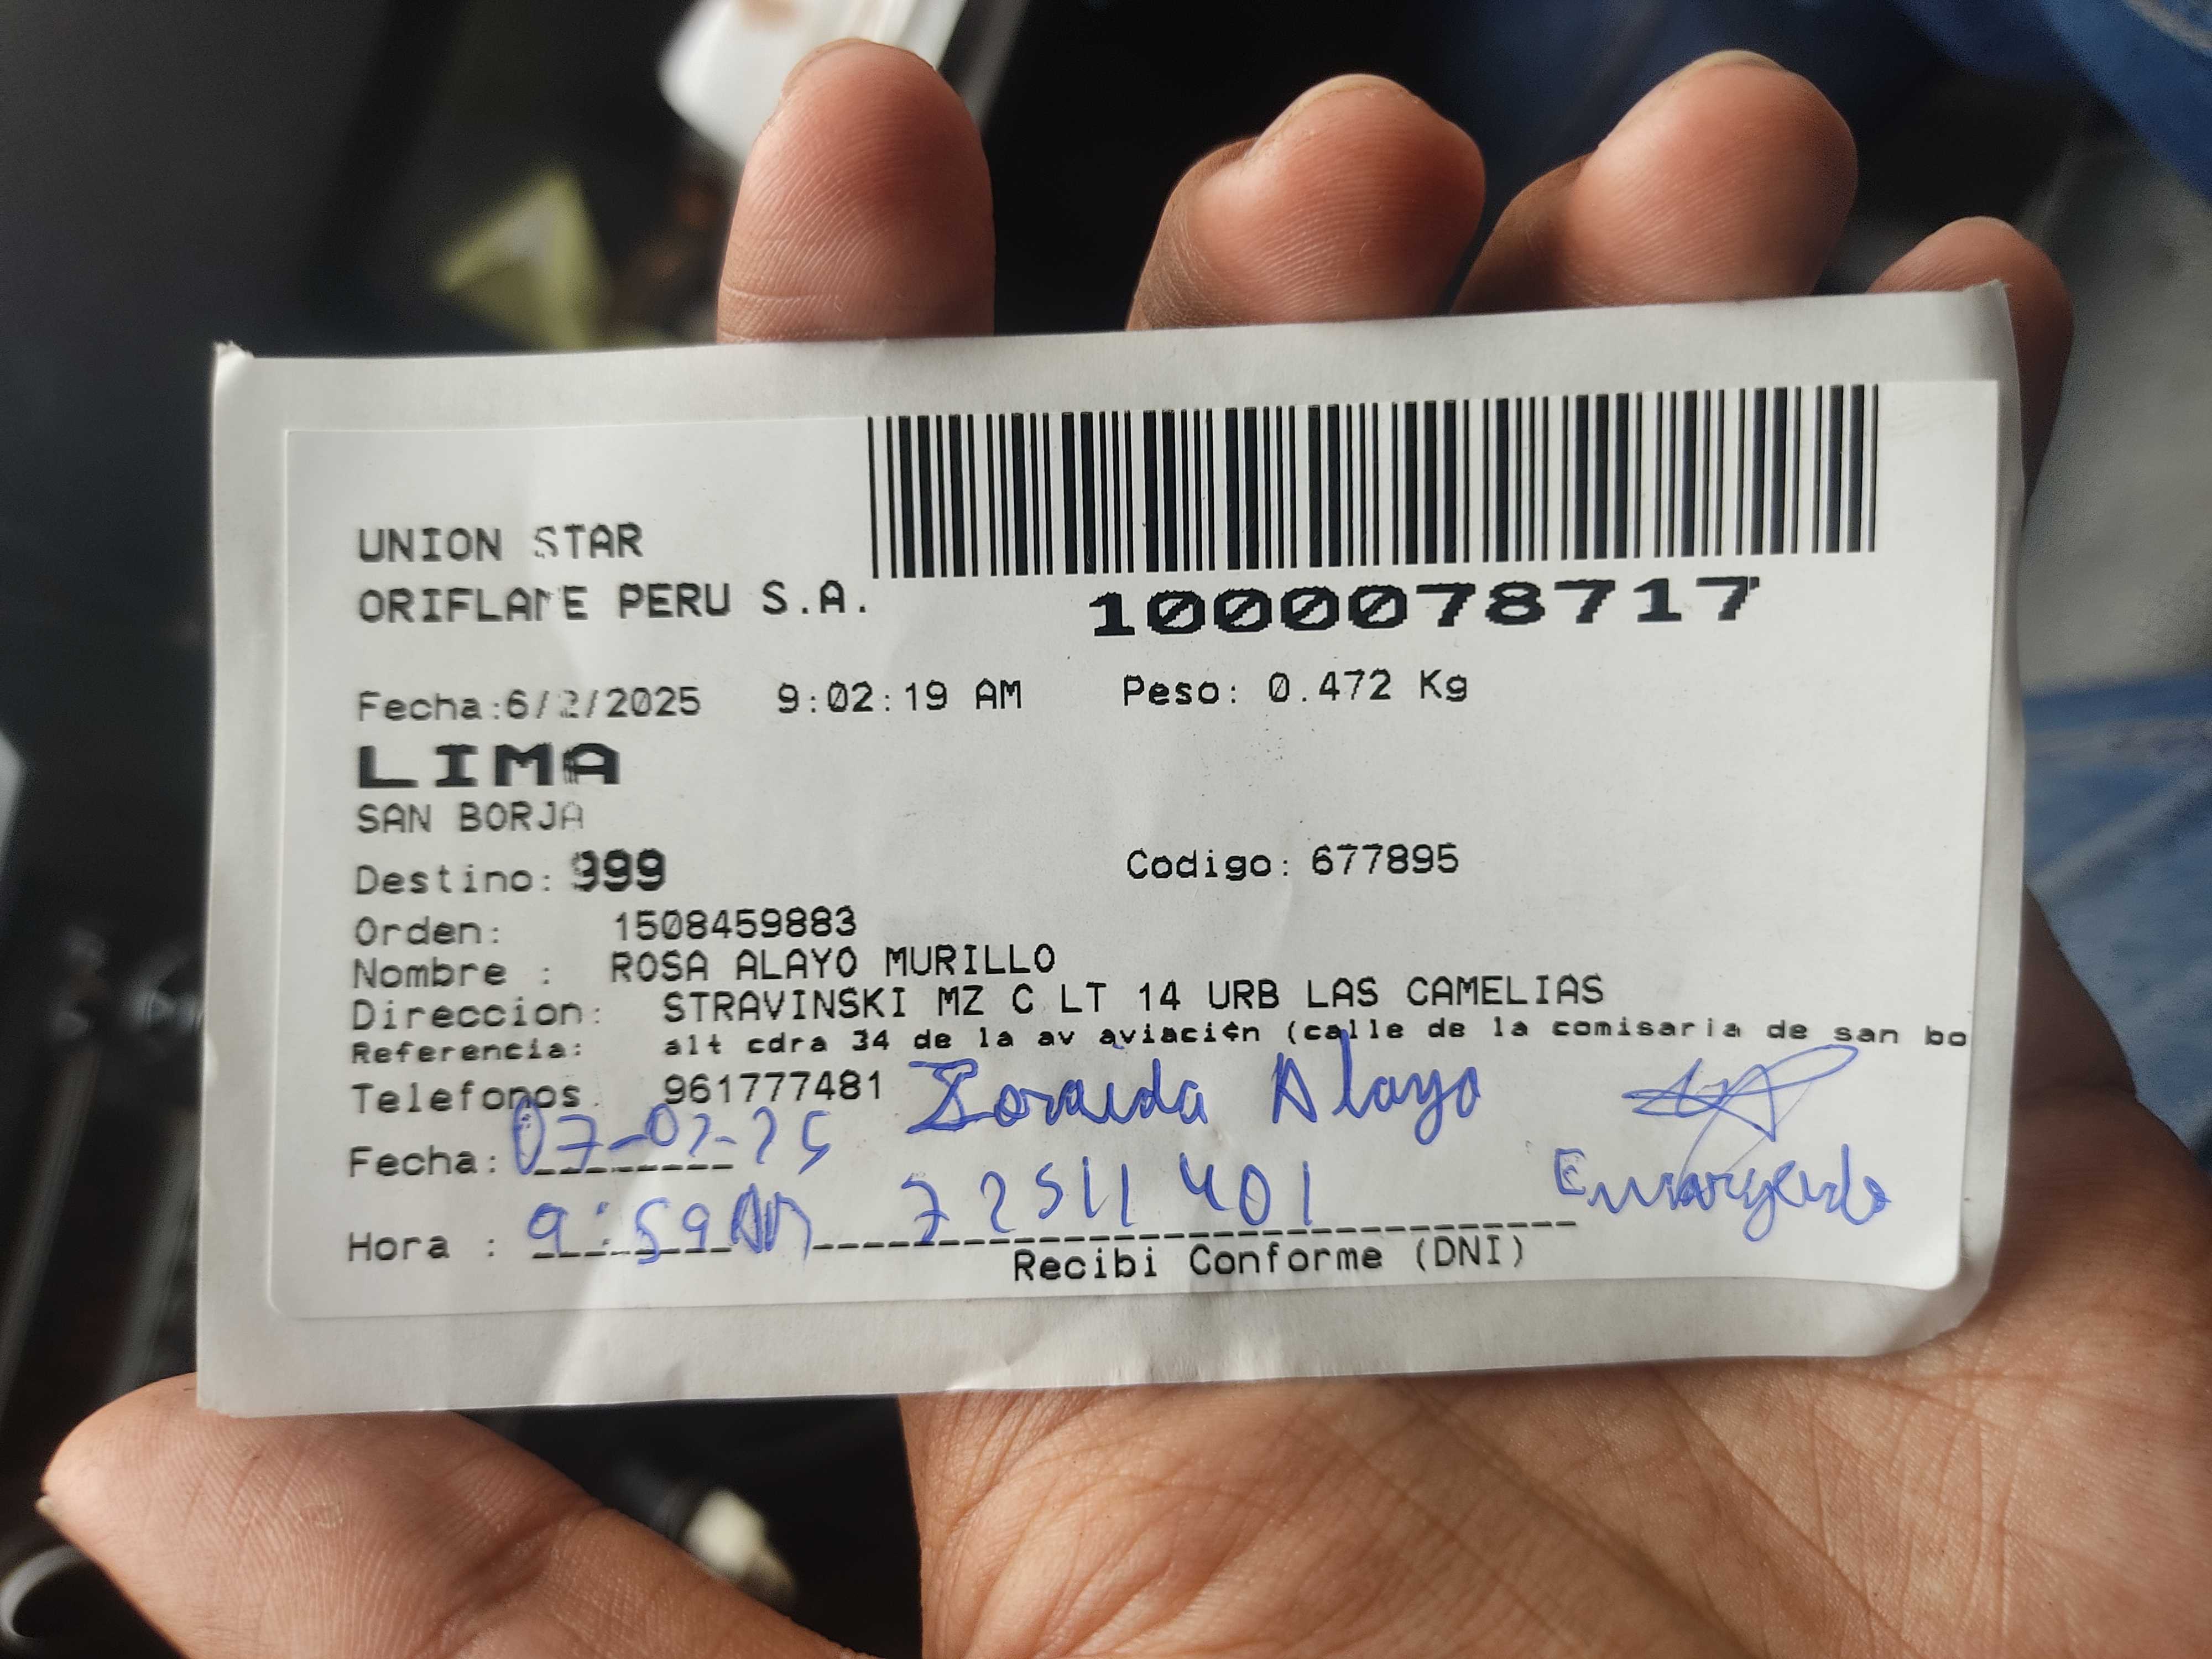 UNION STAR
ORIFLAME PERU S.A.
1000078717
Fecha:6/2/2025 9:02:19 AM Peso: 0.472 Kg
LIMA
SAN BORJA
Destino: 999 Codigo: 677895
Orden: 1508459883
Nombre : ROSA ALAYO MURILLO
Direccion: STRAVINSKI MZ C LT 14 URB LAS CAMELIAS
Referencia: alt cdra 34 de la av aviaci¢n (calle de la comisaria de san bo
Telefonos. 961777481 Zoraida Alayo
Fecha: 07-02-25
Hora : 9:59 AM 72511401
Recibi Conforme (DNI)